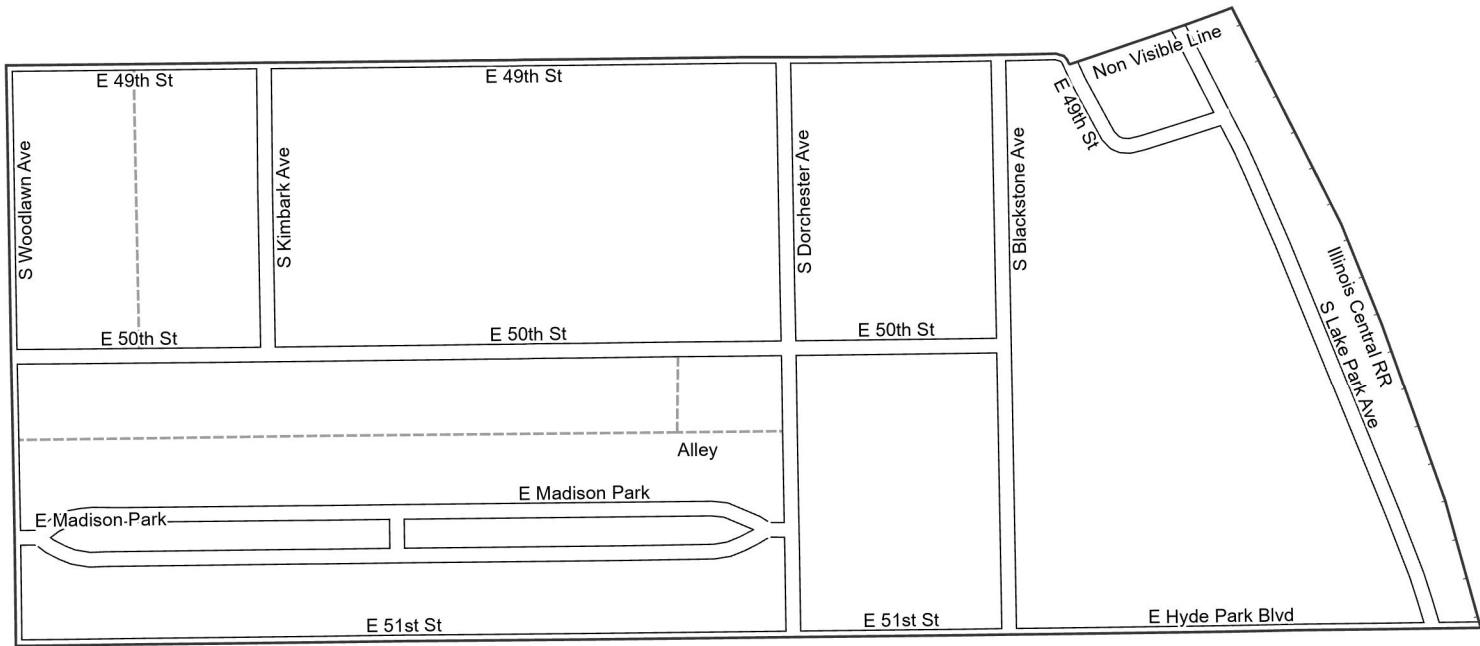 E 49th St
E 49th St
Non Visible Line
E 49th St
S Woodlawn Ave
S Kimbark Ave
S Dorchester Ave
S Blackstone Ave
Illinois Central RR
S Lake Park Ave
E 50th St
E 50th St
E 50th St
Alley
E Madison Park
E Madison Park
E 51st St
E 51st St
E Hyde Park Blvd